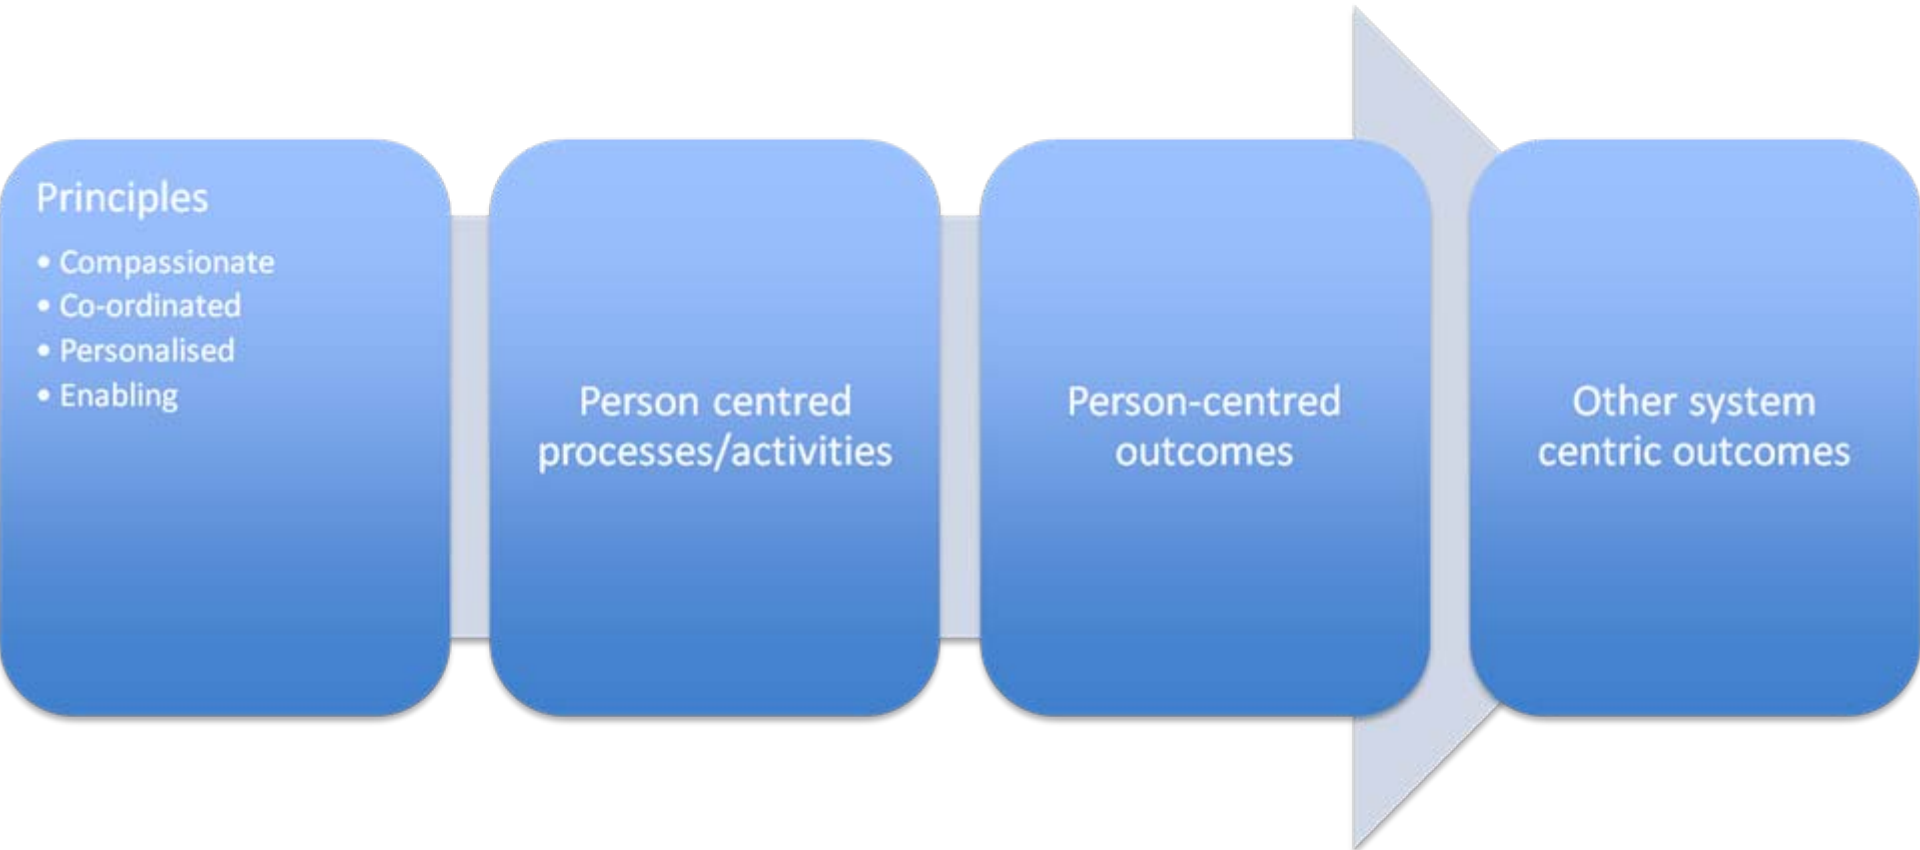 Principles
• Compassionate
• Co-ordinated
• Personalised
• Enabling
Person centred
processes/activities
Person-centred
outcomes
Other system
centric outcomes